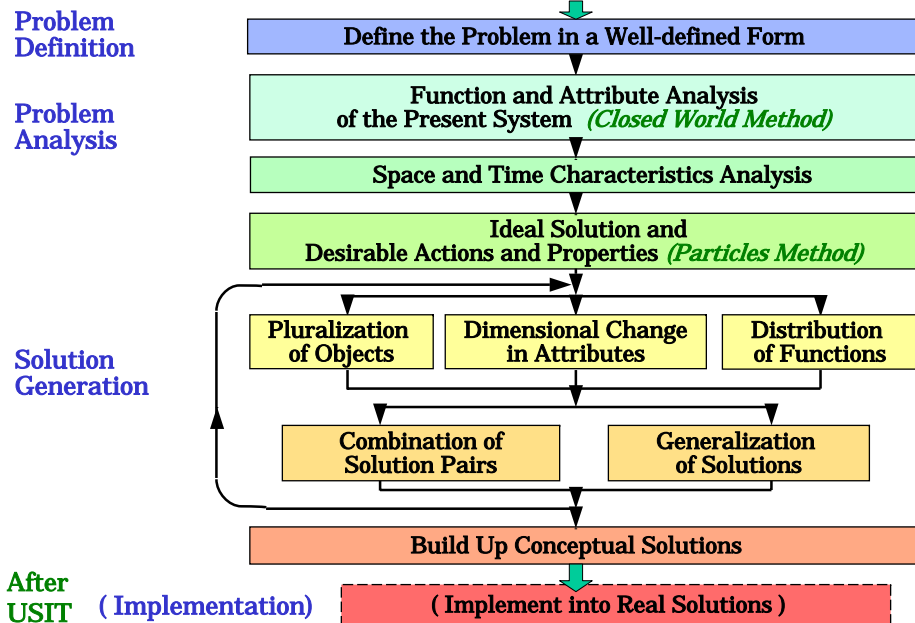 Problem
Definition
Define the Problem in a Well-defined Form
Problem
Analysis
Function and Attribute Analysis
of the Present System (Closed World Method)
Space and Time Characteristics Analysis
Ideal Solution and
Desirable Actions and Properties (Particles Method)
Solution
Generation
Pluralization
of Objects
Dimensional Change
in Attributes
Distribution
of Functions
Combination of
Solution Pairs
Generalization
of Solutions
Build Up Conceptual Solutions
After
USIT
( Implementation)
( Implement into Real Solutions )